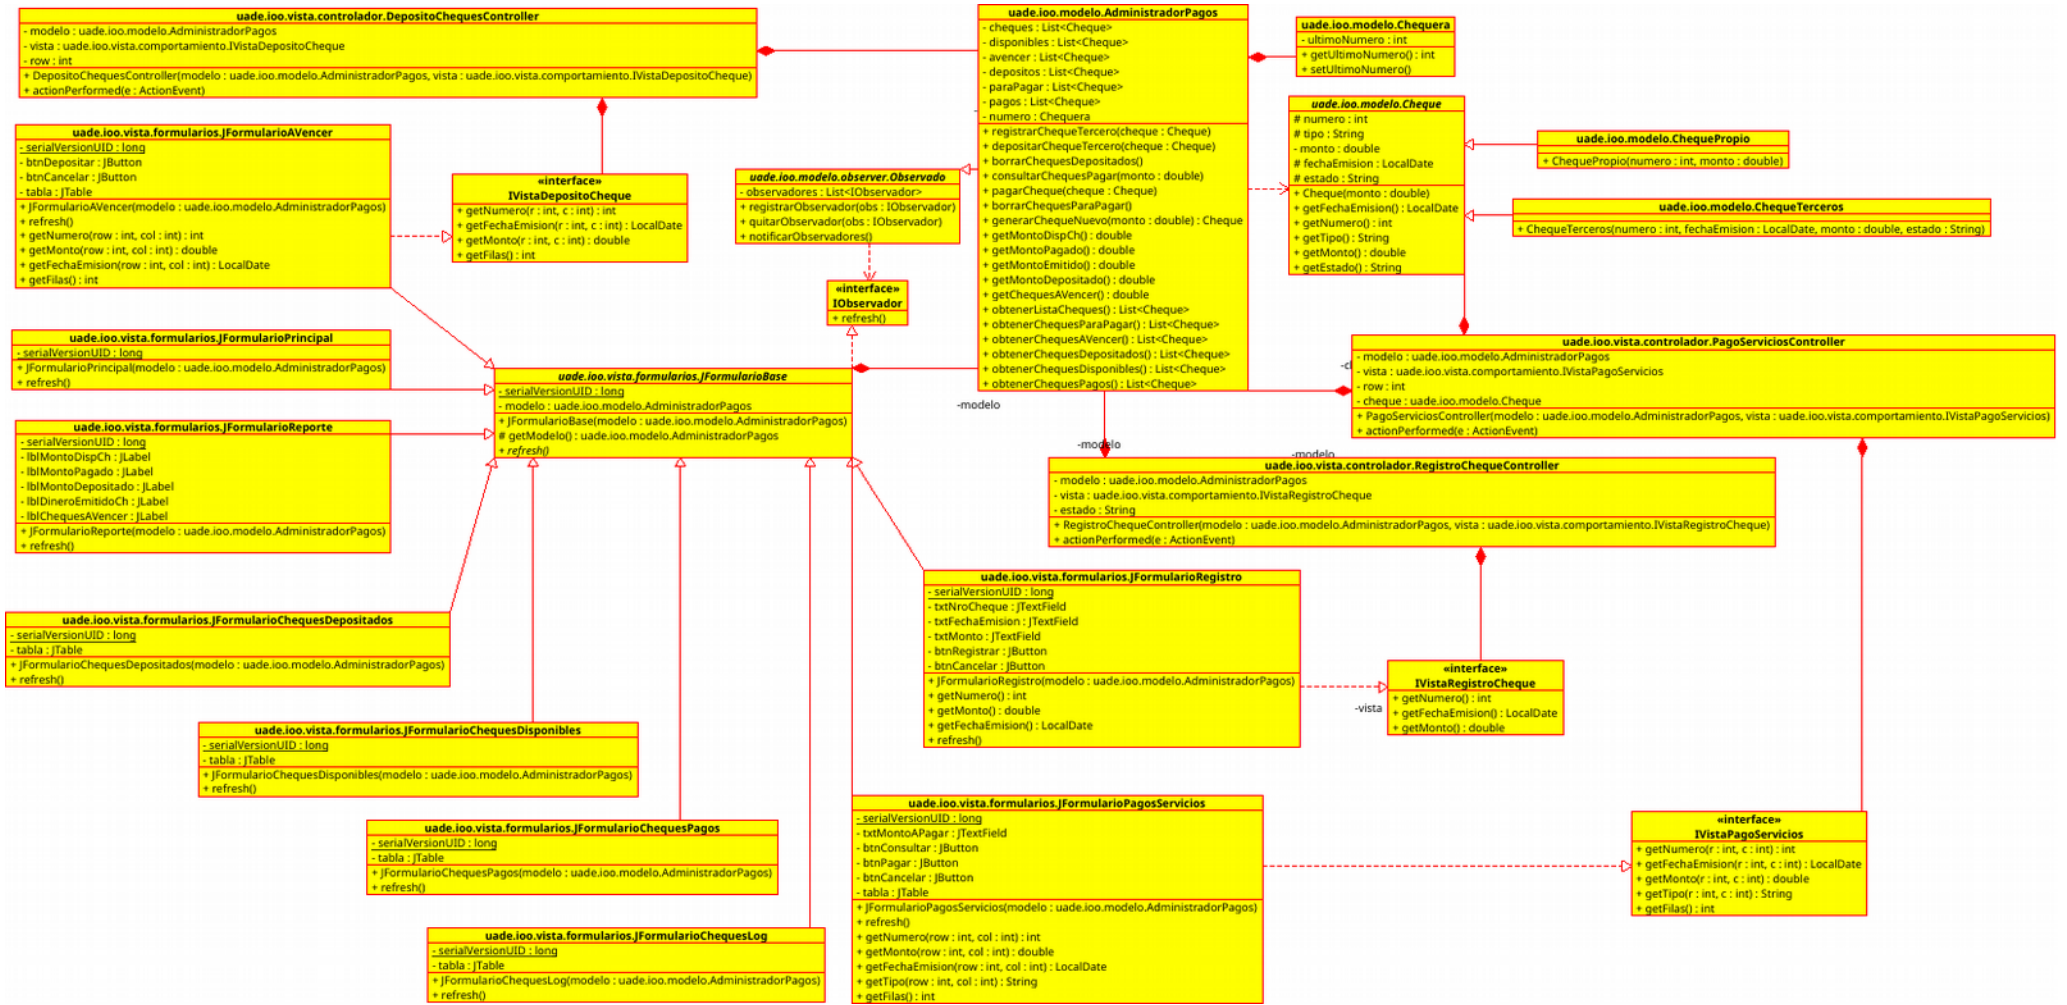 uade.ioo.vista.controlador.DepositoChequesController
- modelo : uade.ioo.modelo.AdministradorPagos
- vista : uade.ioo.vista.comportamiento.IVistaDepositoCheque
- row : int
+ DepositoChequesController(modelo : uade.ioo.modelo.AdministradorPagos, vista : uade.ioo.vista.comportamiento.IVistaDepositoCheque)
+ actionPerformed(e : ActionEvent)
uade.ioo.modelo.AdministradorPagos
- cheques : List<Cheque>
- disponibles : List<Cheque>
- avencer : List<Cheque>
- depositos : List<Cheque>
- paraPagar : List<Cheque>
- pagos : List<Cheque>
- numero : Chequera
+ registrarChequeTercero(cheque : Cheque)
+ depositarChequeTercero(cheque : Cheque)
+ borrarChequesDepositados()
+ consultarChequesPagar(monto : double)
+ pagarCheque(cheque : Cheque)
+ borrarChequesParaPagar()
+ generarChequeNuevo(monto : double) : Cheque
+ getMontoDispCh() : double
+ getMontoPagado() : double
+ getMontoEmitido() : double
+ getMontoDepositado() : double
+ getChequesAVencer() : double
+ obtenerListaCheques() : List<Cheque>
+ obtenerChequesParaPagar() : List<Cheque>
+ obtenerChequesAVencer() : List<Cheque>
+ obtenerChequesDepositados() : List<Cheque>
+ obtenerChequesDisponibles() : List<Cheque>
+ obtenerChequesPagos() : List<Cheque>
uade.ioo.modelo.Chequera
- ultimoNumero : int
+ getUltimoNumero() : int
+ setUltimoNumero()
uade.ioo.modelo.Cheque
# numero : int
# tipo : String
- monto : double
# fechaEmision : LocalDate
# estado : String
+ Cheque(monto : double)
+ getFechaEmision() : LocalDate
+ getNumero() : int
+ getTipo() : String
+ getMonto() : double
+ getEstado() : String
uade.ioo.modelo.ChequePropio
+ ChequePropio(numero : int, monto : double)
uade.ioo.modelo.ChequeTerceros
+ ChequeTerceros(numero : int, fechaEmision : LocalDate, monto : double, estado : String)
uade.ioo.vista.formularios.JFormularioAVencer
- serialVersionUID : long
- btnDepositar : JButton
- btnCancelar : JButton
- tabla : JTable
+ JFormularioAVencer(modelo : uade.ioo.modelo.AdministradorPagos)
+ refresh()
+ getNumero(row : int, col : int) : int
+ getMonto(row : int, col : int) : double
+ getFechaEmision(row : int, col : int) : LocalDate
+ getFilas() : int
«interface»
IVistaDepositoCheque
+ getNumero(r : int, c : int) : int
+ getFechaEmision(r : int, c : int) : LocalDate
+ getMonto(r : int, c : int) : double
+ getFilas() : int
uade.ioo.modelo.observer.Observado
- observadores : List<IObservador>
+ registrarObservador(obs : IObservador)
+ quitarObservador(obs : IObservador)
+ notificarObservadores()
«interface»
IObservador
+ refresh()
uade.ioo.vista.formularios.JFormularioPrincipal
- serialVersionUID : long
+ JFormularioPrincipal(modelo : uade.ioo.modelo.AdministradorPagos)
+ refresh()
uade.ioo.vista.formularios.JFormularioBase
- serialVersionUID : long
- modelo : uade.ioo.modelo.AdministradorPagos
+ JFormularioBase(modelo : uade.ioo.modelo.AdministradorPagos)
# getModelo() : uade.ioo.modelo.AdministradorPagos
+ refresh()
-modelo
-modelo
-modelo
uade.ioo.vista.controlador.PagoServiciosController
- modelo : uade.ioo.modelo.AdministradorPagos
- vista : uade.ioo.vista.comportamiento.IVistaPagoServicios
- row : int
- cheque : uade.ioo.modelo.Cheque
+ PagoServiciosController(modelo : uade.ioo.modelo.AdministradorPagos, vista : uade.ioo.vista.comportamiento.IVistaPagoServicios)
+ actionPerformed(e : ActionEvent)
uade.ioo.vista.formularios.JFormularioReporte
- serialVersionUID : long
- lblMontoDispCh : JLabel
- lblMontoPagado : JLabel
- lblMontoDepositado : JLabel
- lblDineroEmitidoCh : JLabel
- lblChequesAVencer : JLabel
+ JFormularioReporte(modelo : uade.ioo.modelo.AdministradorPagos)
+ refresh()
uade.ioo.vista.controlador.RegistroChequeController
- modelo : uade.ioo.modelo.AdministradorPagos
- vista : uade.ioo.vista.comportamiento.IVistaRegistroCheque
- estado : String
+ RegistroChequeController(modelo : uade.ioo.modelo.AdministradorPagos, vista : uade.ioo.vista.comportamiento.IVistaRegistroCheque)
+ actionPerformed(e : ActionEvent)
uade.ioo.vista.formularios.JFormularioChequesDepositados
- serialVersionUID : long
- tabla : JTable
+ JFormularioChequesDepositados(modelo : uade.ioo.modelo.AdministradorPagos)
+ refresh()
uade.ioo.vista.formularios.JFormularioRegistro
- serialVersionUID : long
- txtNroCheque : JTextField
- txtFechaEmision : JTextField
- txtMonto : JTextField
- btnRegistrar : JButton
- btnCancelar : JButton
+ JFormularioRegistro(modelo : uade.ioo.modelo.AdministradorPagos)
+ getNumero() : int
+ getMonto() : double
+ getFechaEmision() : LocalDate
+ refresh()
-vista
«interface»
IVistaRegistroCheque
+ getNumero() : int
+ getFechaEmision() : LocalDate
+ getMonto() : double
uade.ioo.vista.formularios.JFormularioChequesDisponibles
- serialVersionUID : long
- tabla : JTable
+ JFormularioChequesDisponibles(modelo : uade.ioo.modelo.AdministradorPagos)
+ refresh()
uade.ioo.vista.formularios.JFormularioChequesPagos
- serialVersionUID : long
- tabla : JTable
+ JFormularioChequesPagos(modelo : uade.ioo.modelo.AdministradorPagos)
+ refresh()
uade.ioo.vista.formularios.JFormularioPagosServicios
- serialVersionUID : long
- txtMontoAPagar : JTextField
- btnConsultar : JButton
- btnPagar : JButton
- btnCancelar : JButton
- tabla : JTable
+ JFormularioPagosServicios(modelo : uade.ioo.modelo.AdministradorPagos)
+ refresh()
+ getNumero(row : int, col : int) : int
+ getMonto(row : int, col : int) : double
+ getFechaEmision(row : int, col : int) : LocalDate
+ getTipo(row : int, col : int) : String
+ getFilas() : int
«interface»
IVistaPagoServicios
+ getNumero(r : int, c : int) : int
+ getFechaEmision(r : int, c : int) : LocalDate
+ getMonto(r : int, c : int) : double
+ getTipo(r : int, c : int) : String
+ getFilas() : int
uade.ioo.vista.formularios.JFormularioChequesLog
- serialVersionUID : long
- tabla : JTable
+ JFormularioChequesLog(modelo : uade.ioo.modelo.AdministradorPagos)
+ refresh()